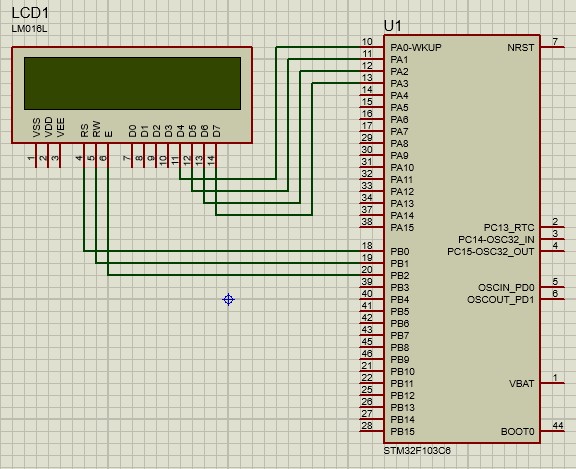 LCD1
LM016L
VSS VDD VEE RS RW E D0 D1 D2 D3 D4 D5 D6 D7
1 2 3 4 5 6 7 8 9 10 11 12 13 14
U1
10 PA0-WKUP NRST 7
11 PA1
12 PA2
13 PA3
14 PA4
15 PA5
16 PA6
17 PA7
29 PA8
30 PA9
31 PA10
32 PA11
33 PA12
34 PA13
37 PA14
38 PA15 PC13_RTC 2
PC14-OSC32_IN 3
18 PB0 PC15-OSC32_OUT 4
19 PB1
20 PB2
39 PB3 OSCIN_PD0 5
40 PB4 OSCOUT_PD1 6
41 PB5
42 PB6
43 PB7
45 PB8
46 PB9
21 PB10
22 PB11 VBAT 1
25 PB12
26 PB13
27 PB14
28 PB15 BOOT0 44
STM32F103C6